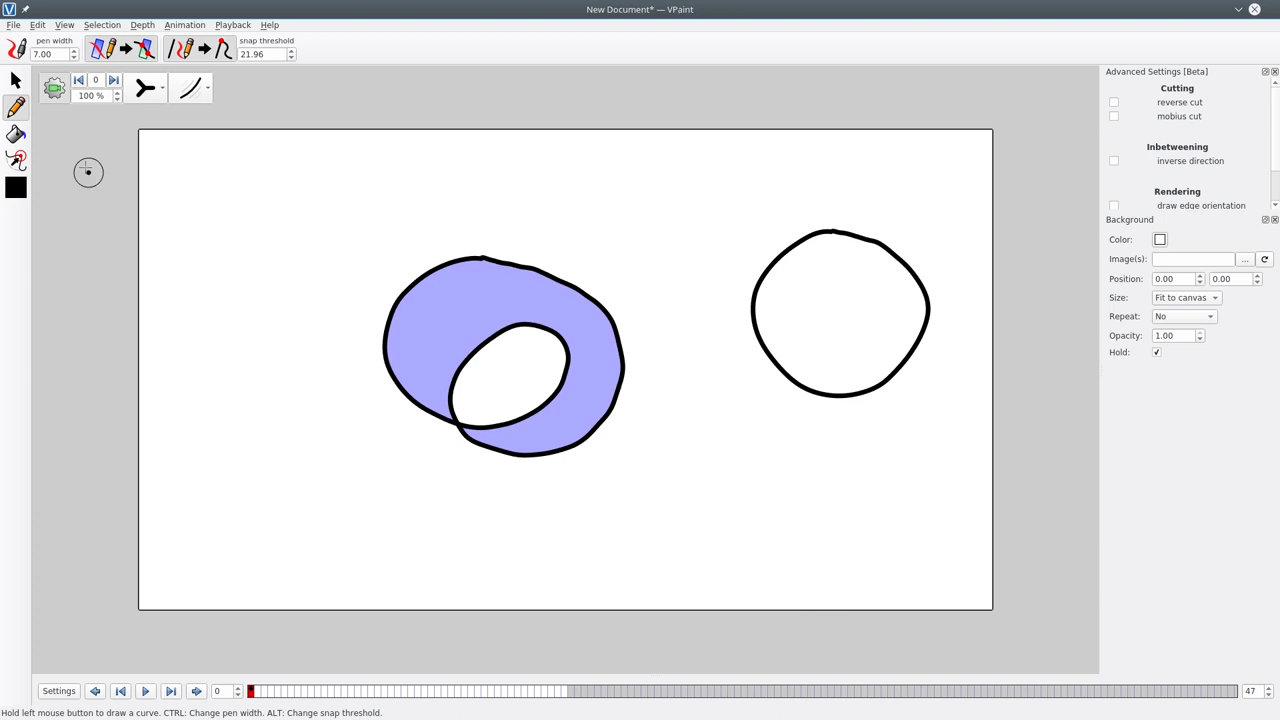 New Document* — VPaint
File Edit View Selection Depth Animation Playback Help
pen width
7.00
snap threshold
21.96
0
100 %
Advanced Settings [Beta]
Cutting
reverse cut
mobius cut
Inbetweening
inverse direction
Rendering
draw edge orientation
Background
Color:
Image(s): ...
Position: 0.00 0.00
Size: Fit to canvas
Repeat: No
Opacity: 1.00
Hold:
Settings 0 47
Hold left mouse button to draw a curve. CTRL: Change pen width. ALT: Change snap threshold.